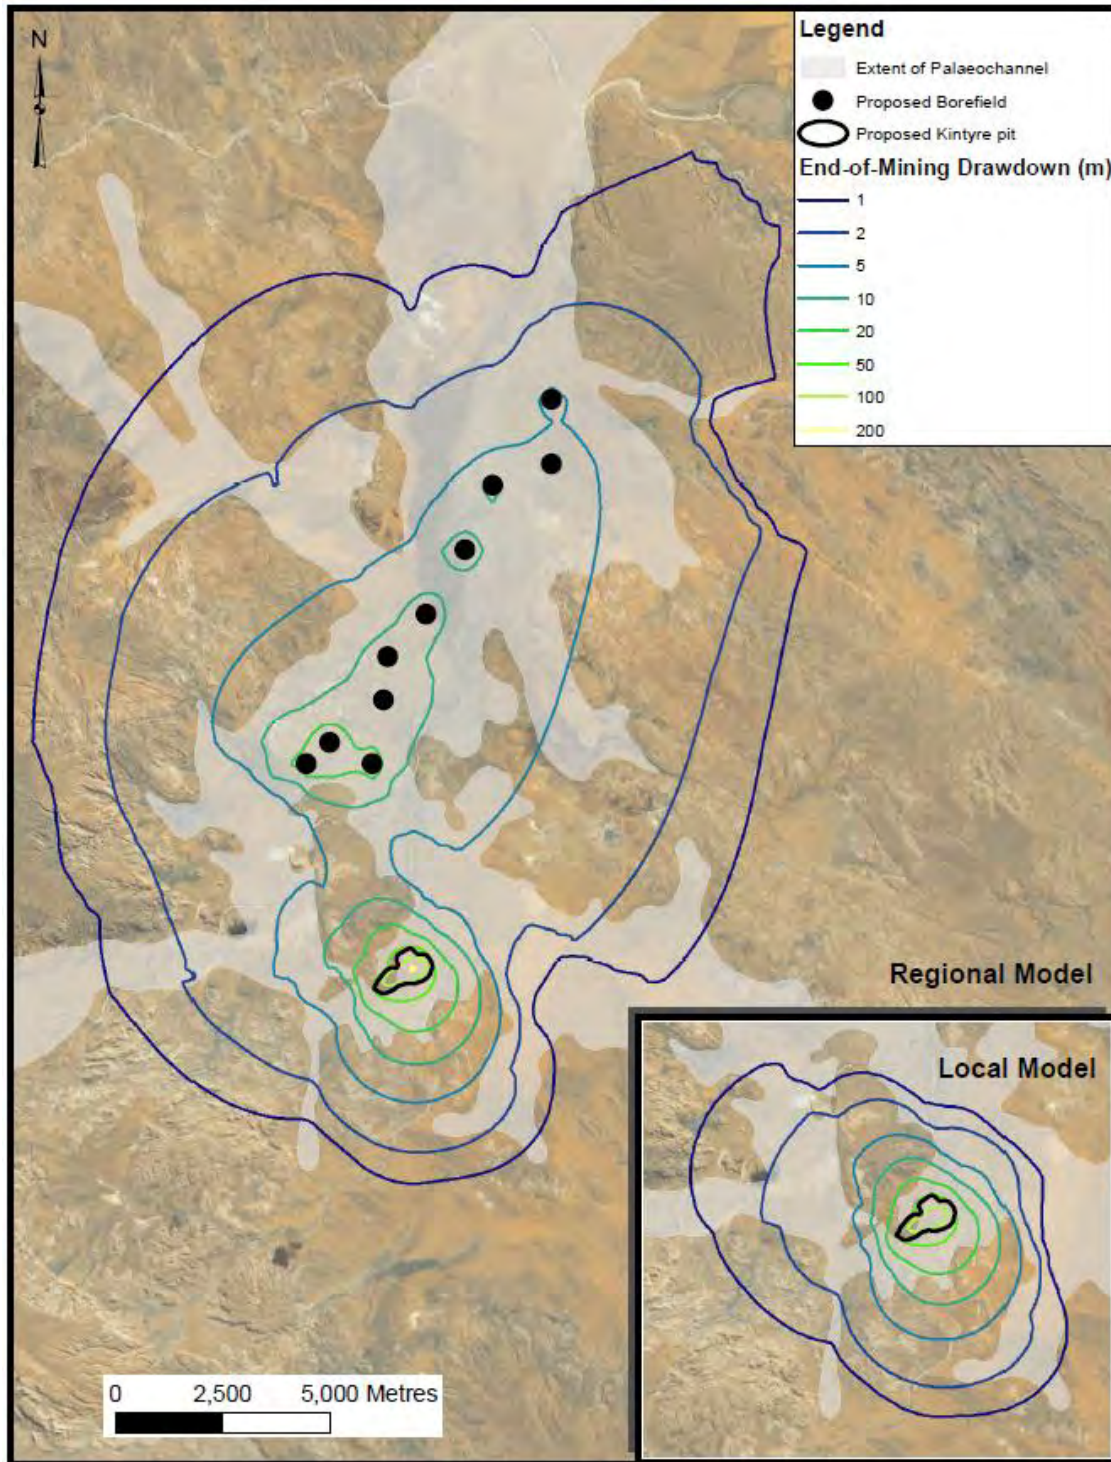 N
Legend
Extent of Palaeochannel
Proposed Borefield
Proposed Kintyre pit
End-of-Mining Drawdown (m)
1
2
5
10
20
50
100
200
Regional Model
Local Model
0 2,500 5,000 Metres